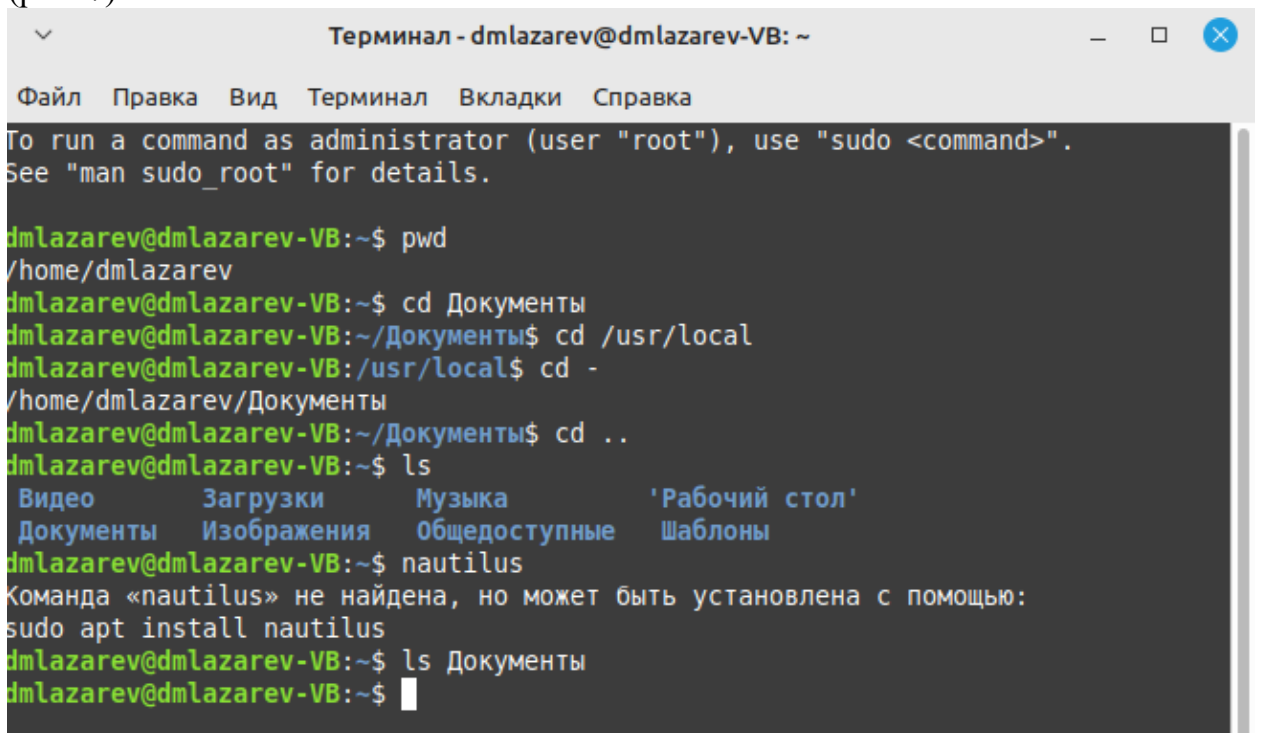 Терминал - dmlazarev@dmlazarev-VB: ~
Файл Правка Вид Терминал Вкладки Справка
To run a command as administrator (user "root"), use "sudo <command>".
See "man sudo_root" for details.
dmlazarev@dmlazarev-VB:~$ pwd
/home/dmlazarev
dmlazarev@dmlazarev-VB:~$ cd Документы
dmlazarev@dmlazarev-VB:~/Документы$ cd /usr/local
dmlazarev@dmlazarev-VB:/usr/local$ cd -
/home/dmlazarev/Документы
dmlazarev@dmlazarev-VB:~/Документы$ cd ..
dmlazarev@dmlazarev-VB:~$ ls
Видео Загрузки Музыка 'Рабочий стол'
Документы Изображения Общедоступные Шаблоны
dmlazarev@dmlazarev-VB:~$ nautilus
Команда «nautilus» не найдена, но может быть установлена с помощью:
sudo apt install nautilus
dmlazarev@dmlazarev-VB:~$ ls Документы
dmlazarev@dmlazarev-VB:~$